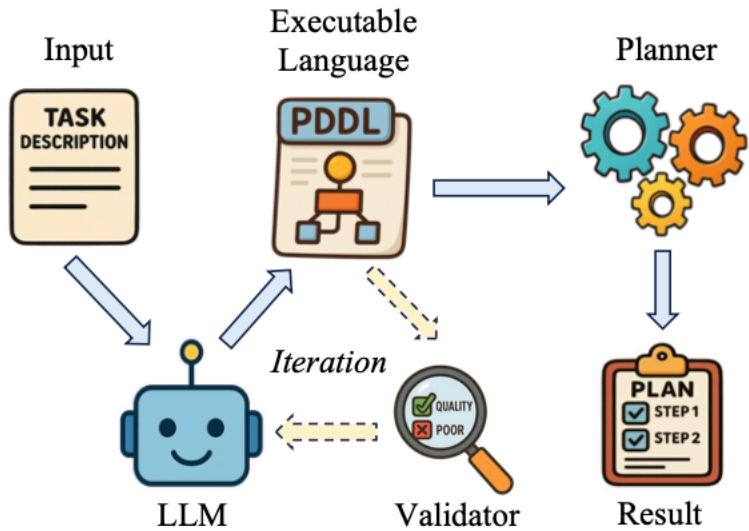 Input
Executable
Language
Planner
TASK
DESCRIPTION
PDDL
Iteration
QUALITY
POOR
PLAN
STEP 1
STEP 2
LLM
Validator
Result